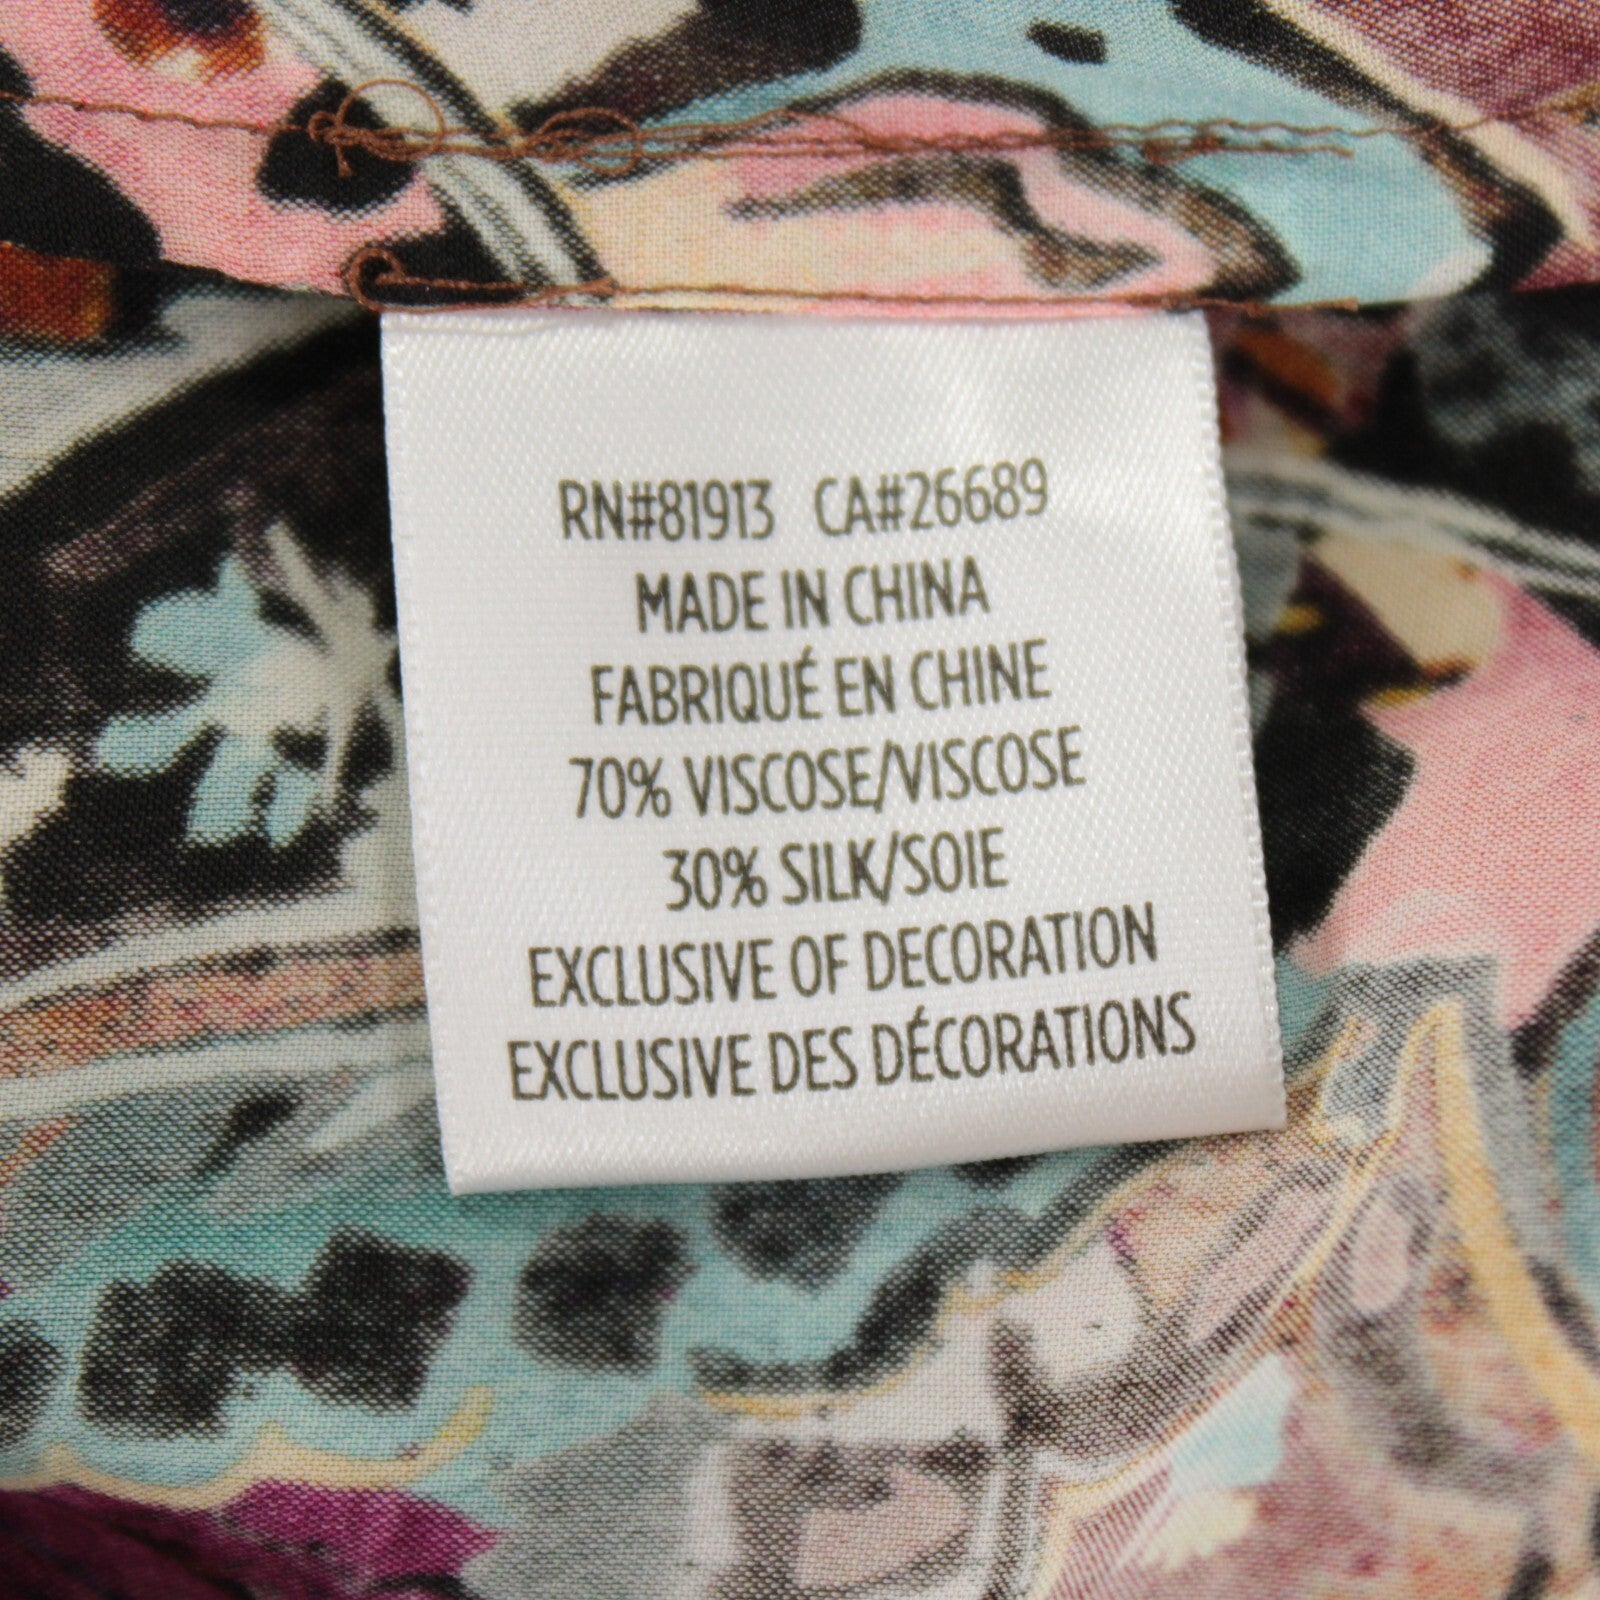 RN#81913 CA#26689
MADE IN CHINA
FABRIQUÉ EN CHINE
70% VISCOSE/VISCOSE
30% SILK/SOIE
EXCLUSIVE OF DECORATION
EXCLUSIVE DES DÉCORATIONS